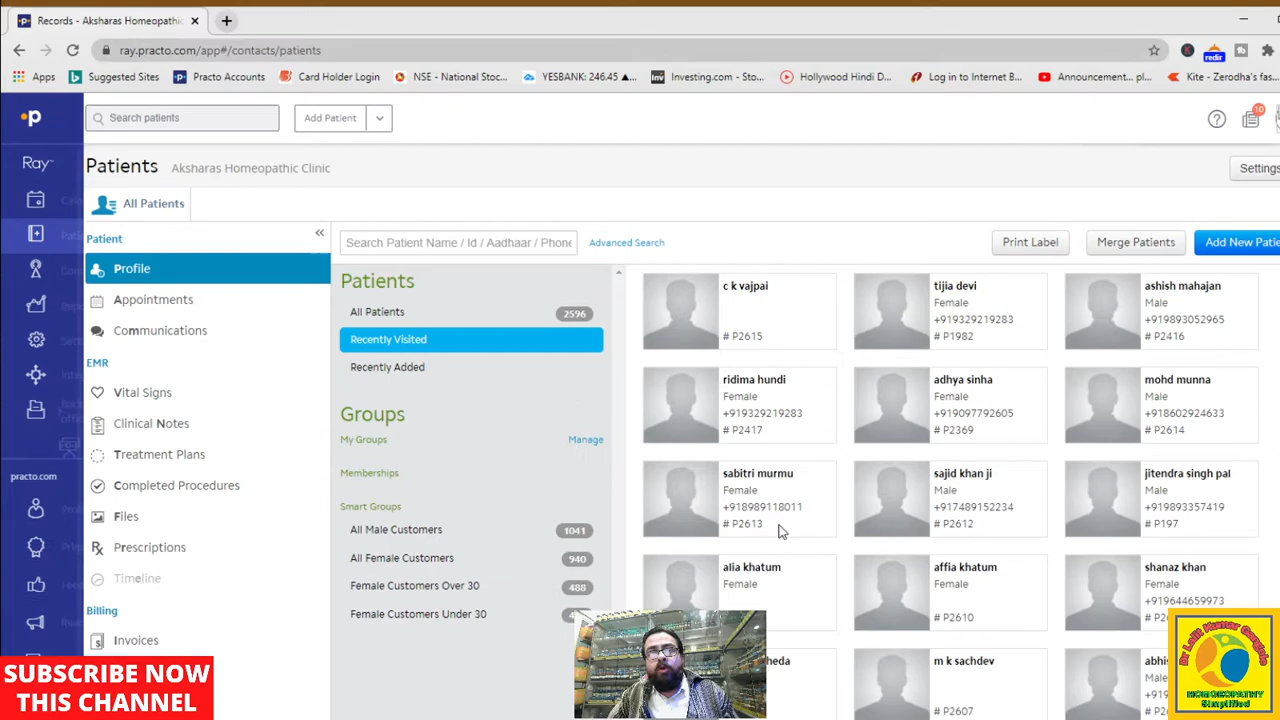 Records - Aksharas Homeopathic
ray.practo.com/app#/contacts/patients
redir
Apps
Suggested Sites
Practo Accounts
Card Holder Login
NSE - National Stoc...
YESBANK: 246.45 ▲...
Investing.com - Sto...
Hollywood Hindi D...
Log in to Internet B...
Announcement... pl...
Kite - Zerodha's fas...
Search patients
Add Patient
10
Ray
Patients
Aksharas Homeopathic Clinic
Settings
All Patients
Patient
Profile
Appointments
Communications
EMR
Vital Signs
Clinical Notes
Treatment Plans
Completed Procedures
Files
Prescriptions
Timeline
Billing
Invoices
practo.com
Search Patient Name / Id / Aadhaar / Phone
Advanced Search
Print Label
Merge Patients
Add New Patie
Patients
All Patients 2596
Recently Visited
Recently Added
Groups
My Groups
Manage
Memberships
Smart Groups
All Male Customers 1041
All Female Customers 940
Female Customers Over 30 488
Female Customers Under 30
c k vajpai
# P2615
tijia devi
Female
+919329219283
# P1982
ashish mahajan
Male
+919893052965
# P2416
ridima hundi
Female
+919329219283
# P2417
adhya sinha
Female
+919097792605
# P2369
mohd munna
Male
+918602924633
# P2614
sabitri murmu
Female
+918989118011
# P2613
sajid khan ji
Male
+917489152234
# P2612
jitendra singh pal
Male
+919893357419
# P197
alia khatum
Female
affia khatum
Female
# P2610
shanaz khan
Female
+919644659973
m k sachdev
# P2607
SUBSCRIBE NOW
THIS CHANNEL
Dr Lalit Kumar Gangele
HOMOEOPATHY
Simplified